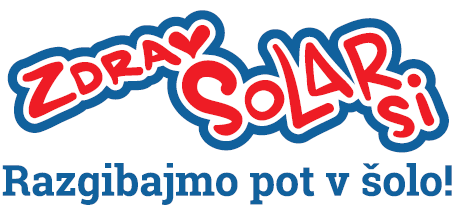 ZDRAV
SOLAR
SI
Razgibajmo pot v šolo!